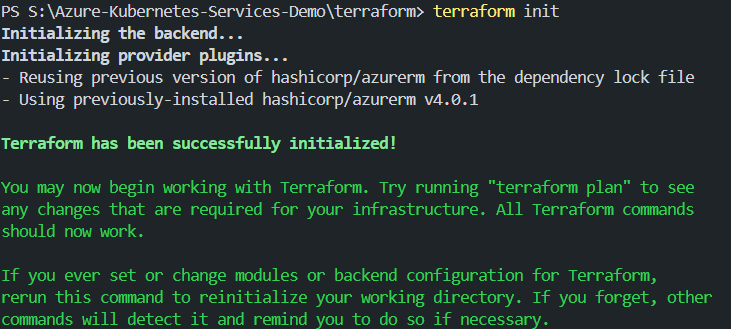 PS S:\Azure-Kubernetes-Services-Demo\terraform> terraform init
Initializing the backend...
Initializing provider plugins...
- Reusing previous version of hashicorp/azurerm from the dependency lock file
- Using previously-installed hashicorp/azurerm v4.0.1
Terraform has been successfully initialized!
You may now begin working with Terraform. Try running "terraform plan" to see
any changes that are required for your infrastructure. All Terraform commands
should now work.
If you ever set or change modules or backend configuration for Terraform,
rerun this command to reinitialize your working directory. If you forget, other
commands will detect it and remind you to do so if necessary.